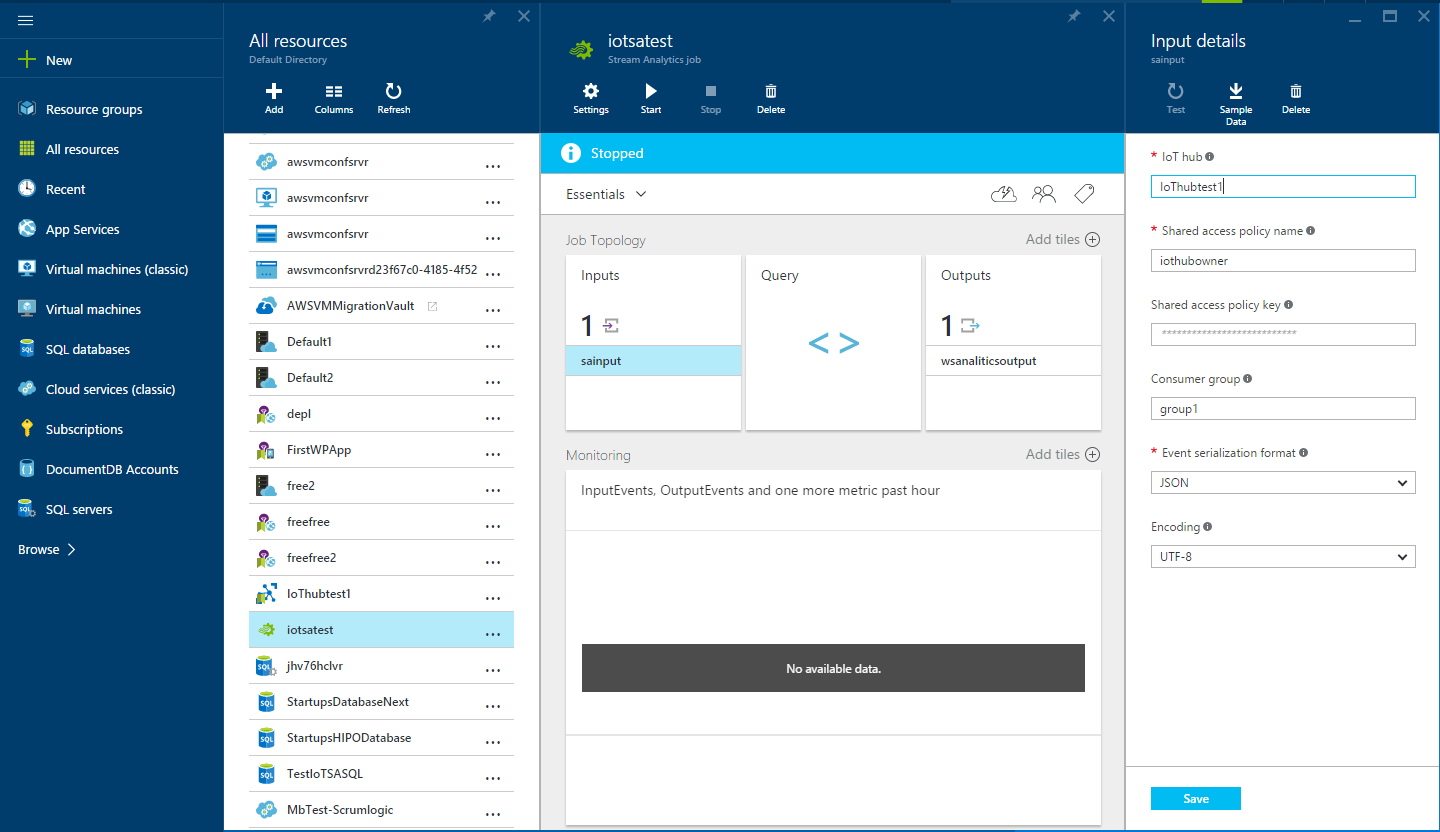 New
Resource groups
All resources
Recent
App Services
Virtual machines (classic)
Virtual machines
SQL databases
Cloud services (classic)
Subscriptions
DocumentDB Accounts
SQL servers
Browse
All resources
Default Directory
Add
Columns
Refresh
awsvmconfsrvr
...
awsvmconfsrvr
...
awsvmconfsrvr
...
awsvmconfsrvrd23f67c0-4185-4f52
...
AWSVMMigrationVault
...
Default1
...
Default2
...
depl
...
FirstWPApp
...
free2
...
freefree
...
freefree2
...
IoThubtest1
...
iotsatest
...
jhv76hclvr
...
StartupsDatabaseNext
...
StartupsHIPODatabase
...
TestIoTSASQL
...
MbTest-Scrumlogic
...
iotsatest
Stream Analytics job
Settings
Start
Stop
Delete
Stopped
Essentials
Job Topology
Add tiles
Inputs
1
sainput
Query
< >
Outputs
1
wsanaliticsoutput
Monitoring
Add tiles
InputEvents, OutputEvents and one more metric past hour
No available data.
Input details
sainput
Test
Sample
Data
Delete
* IoT hub
IoThubtest1
* Shared access policy name
iothubowner
Shared access policy key
****************************
Consumer group
group1
* Event serialization format
JSON
Encoding
UTF-8
Save